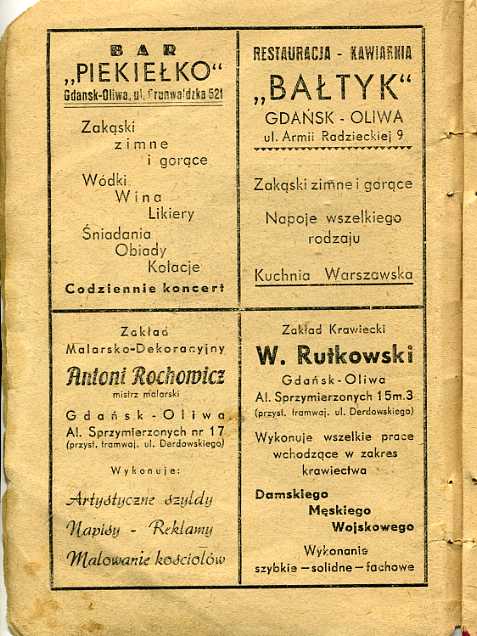 BAR
„PIEKIEŁKO“
Gdańsk-Oliwa, ul. Grunwaldzka 521
Zakąski
zimne
i gorące
Wódki
Wina
Likiery
Śniadania
Obiady
Kolacje
Codziennie koncert
RESTAURACJA - KAWIARNIA
„BAŁTYK“
GDAŃSK - OLIWA
ul. Armii Radzieckiej 9
Zakąski zimne i gorące
Napoje wszelkiego
rodzaju
Kuchnia Warszawska
Zakład
Malarsko-Dekoracyjny
Antoni Rochowicz
mistrz malarski
Gdańsk - Oliwa
Al. Sprzymierzonych nr 17
(przyst. tramwaj. ul. Derdowskiego)
Wykonuje:
Artystyczne szyldy
Napisy - Reklamy
Malowanie kościołów
Zakład Krawiecki
W. Rutkowski
Gdańsk-Oliwa
Al. Sprzymierzonych 15 m. 3
(przyst. tramwaj. ul. Derdowskiego)
Wykonuje wszelkie prace
wchodzące w zakres
krawiectwa
Damskiego
Męskiego
Wojskowego
Wykonanie
szybkie – solidne – fachowe